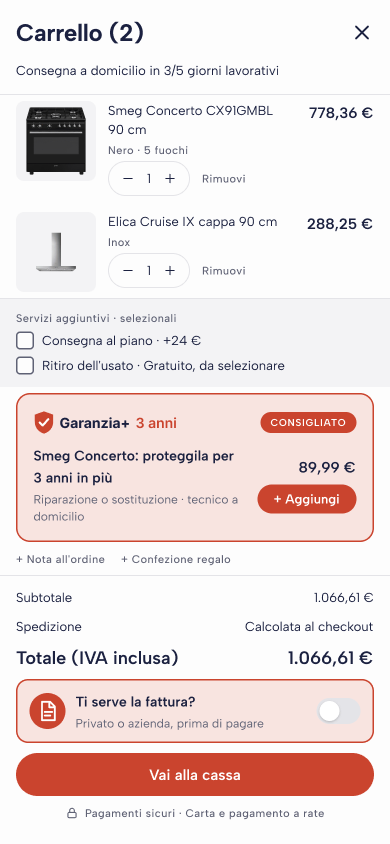 Carrello (2)
Consegna a domicilio in 3/5 giorni lavorativi
Smeg Concerto CX91GMBL
90 cm
778,36 €
Nero · 5 fuochi
− 1 + Rimuovi
Elica Cruise IX cappa 90 cm
288,25 €
Inox
− 1 + Rimuovi
Servizi aggiuntivi · selezionali
Consegna al piano · +24 €
Ritiro dell'usato · Gratuito, da selezionare
Garanzia+ 3 anni
CONSIGLIATO
Smeg Concerto: proteggila per
3 anni in più
89,99 €
Riparazione o sostituzione · tecnico a
domicilio
+ Aggiungi
+ Nota all'ordine + Confezione regalo
Subtotale 1.066,61 €
Spedizione Calcolata al checkout
Totale (IVA inclusa) 1.066,61 €
Ti serve la fattura?
Privato o azienda, prima di pagare
Vai alla cassa
Pagamenti sicuri · Carta e pagamento a rate